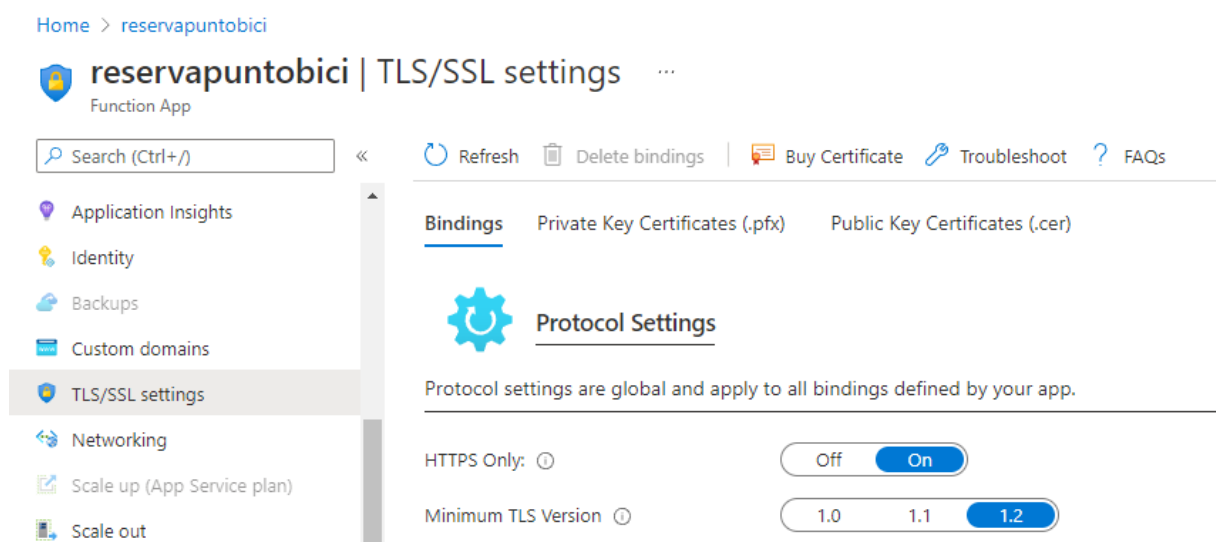 Home > reservapuntobici
reservapuntobici | TLS/SSL settings ...
Function App
Search (Ctrl+/)
«
Refresh
Delete bindings
Buy Certificate
Troubleshoot
? FAQs
Application Insights
Identity
Backups
Custom domains
TLS/SSL settings
Networking
Scale up (App Service plan)
Scale out
Bindings
Private Key Certificates (.pfx)
Public Key Certificates (.cer)
Protocol Settings
Protocol settings are global and apply to all bindings defined by your app.
HTTPS Only:
Off
On
Minimum TLS Version
1.0
1.1
1.2